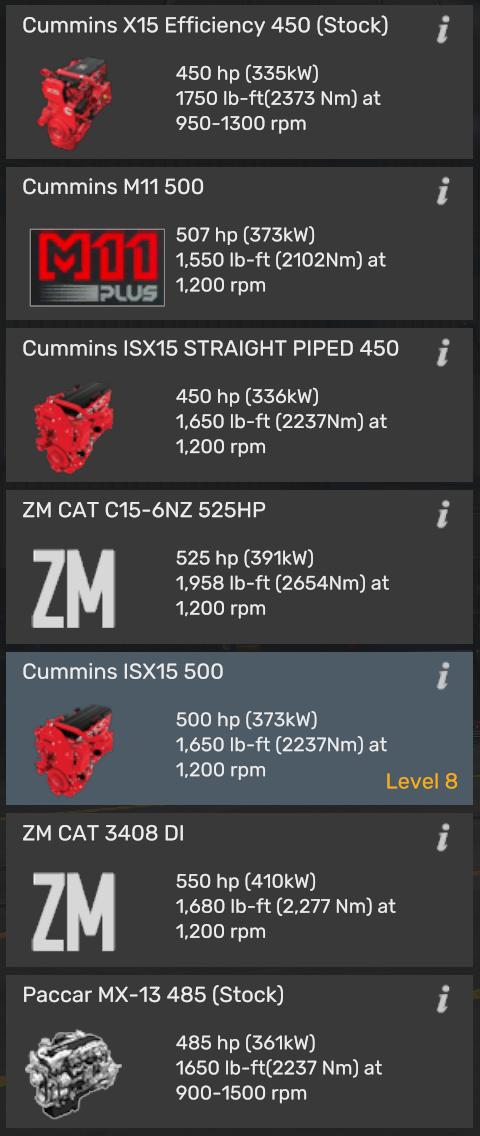 Cummins X15 Efficiency 450 (Stock)
i
450 hp (335kW)
1750 lb-ft(2373 Nm) at
950-1300 rpm
Cummins M11 500
i
M11
PLUS
507 hp (373kW)
1,550 lb-ft (2102Nm) at
1,200 rpm
Cummins ISX15 STRAIGHT PIPED 450
i
450 hp (336kW)
1,650 lb-ft (2237Nm) at
1,200 rpm
ZM CAT C15-6NZ 525HP
i
ZM
525 hp (391kW)
1,958 lb-ft (2654Nm) at
1,200 rpm
Cummins ISX15 500
i
500 hp (373kW)
1,650 lb-ft (2237Nm) at
1,200 rpm
Level 8
ZM CAT 3408 DI
i
ZM
550 hp (410kW)
1,680 lb-ft (2,277 Nm) at
1,200 rpm
Paccar MX-13 485 (Stock)
i
485 hp (361kW)
1650 lb-ft(2237 Nm) at
900-1500 rpm